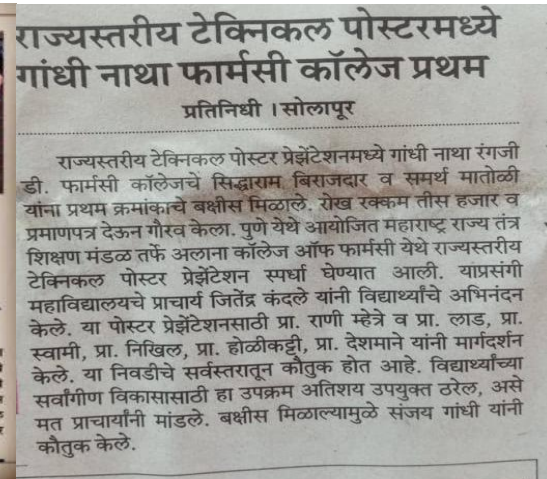 राज्यस्तरीय टेक्निकल पोस्टरमध्ये
गांधी नाथा फार्मसी कॉलेज प्रथम
प्रतिनिधी । सोलापूर
राज्यस्तरीय टेक्निकल पोस्टर प्रेझेंटेशनमध्ये गांधी नाथा रंगजी
डी. फार्मसी कॉलेजचें सिद्धाराम बिराजदार व समर्थ मातोळी
यांना प्रथम क्रमांकाचे बक्षीस मिळाले. रोख रक्कम तीस हजार व
प्रमाणपत्र देऊन गौरव केला. पुणे येथे आयोजित महाराष्ट्र राज्य तंत्र
शिक्षण मंडळ तर्फे अलाना कॉलेज ऑफ फार्मसी येथे राज्यस्तरीय
टेक्निकल पोस्टर प्रेझेंटेशन स्पर्धा घेण्यात आली. याप्रसंगी
महाविद्यालयचे प्राचार्य जितेंद्र कंदले यांनी विद्यार्थ्यांचे अभिनंदन
केले. या पोस्टर प्रेझेंटेशनसाठी प्रा. राणी म्हेत्रे व प्रा. लाड, प्रा.
स्वामी, प्रा. निखिल, प्रा. होळीकट्टी, प्रा. देशमाने यांनी मार्गदर्शन
केले. या निवडीचे सर्वस्तरातून कौतुक होत आहे. विद्यार्थ्यांच्या
सर्वांगीण विकासासाठी हा उपक्रम अतिशय उपयुक्त ठरेल, असे
मत प्राचार्यांनी मांडले. बक्षीस मिळाल्यामुळे संजय गांधी यांनी
कौतुक केले.